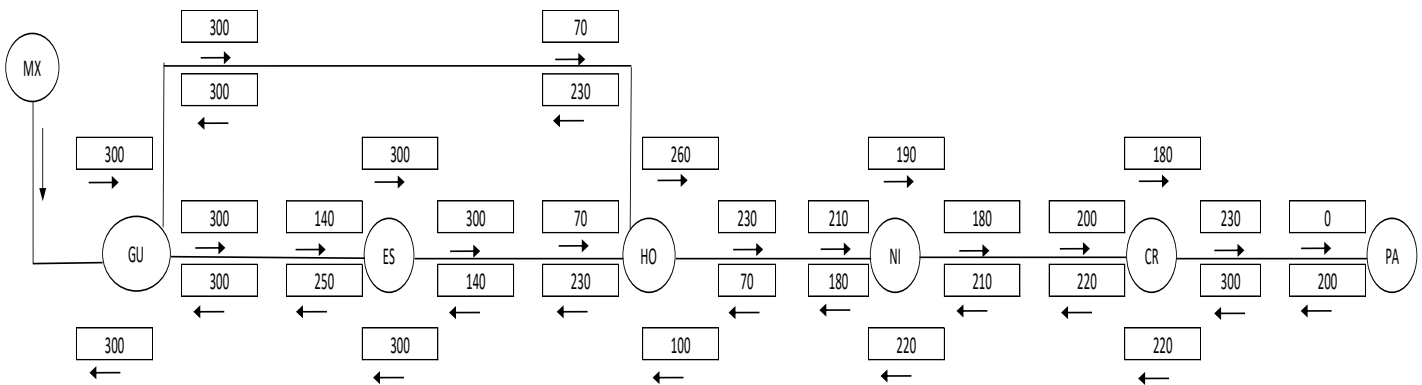 300 70
MX
300 230
300 300 260 190 180
300 140 300 70 230 210 180 200 230 0
GU ES HO NI CR PA
300 250 140 230 70 180 210 220 300 200
300 300 100 220 220